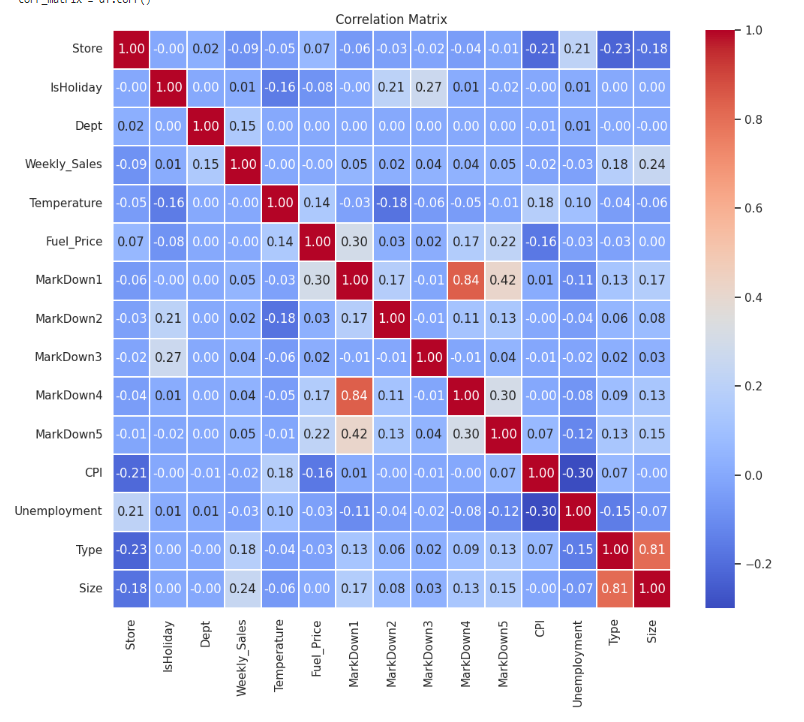 corr_matrix = df.corr()
Correlation Matrix
Store 1.00 -0.00 0.02 -0.09 -0.05 0.07 -0.06 -0.03 -0.02 -0.04 -0.01 -0.21 0.21 -0.23 -0.18
IsHoliday -0.00 1.00 0.00 0.01 -0.16 -0.08 -0.00 0.21 0.27 0.01 -0.02 -0.00 0.01 0.00 0.00
Dept 0.02 0.00 1.00 0.15 0.00 0.00 0.00 0.00 0.00 0.00 0.00 -0.01 0.01 -0.00 -0.00
Weekly_Sales -0.09 0.01 0.15 1.00 -0.00 -0.00 0.05 0.02 0.04 0.04 0.05 -0.02 -0.03 0.18 0.24
Temperature -0.05 -0.16 0.00 -0.00 1.00 0.14 -0.03 -0.18 -0.06 -0.05 -0.01 0.18 0.10 -0.04 -0.06
Fuel_Price 0.07 -0.08 0.00 -0.00 0.14 1.00 0.30 0.03 0.02 0.17 0.22 -0.16 -0.03 -0.03 0.00
MarkDown1 -0.06 -0.00 0.00 0.05 -0.03 0.30 1.00 0.17 -0.01 0.84 0.42 0.01 -0.11 0.13 0.17
MarkDown2 -0.03 0.21 0.00 0.02 -0.18 0.03 0.17 1.00 -0.01 0.11 0.13 -0.00 -0.04 0.06 0.08
MarkDown3 -0.02 0.27 0.00 0.04 -0.06 0.02 -0.01 -0.01 1.00 -0.01 0.04 -0.01 -0.02 0.02 0.03
MarkDown4 -0.04 0.01 0.00 0.04 -0.05 0.17 0.84 0.11 -0.01 1.00 0.30 -0.00 -0.08 0.09 0.13
MarkDown5 -0.01 -0.02 0.00 0.05 -0.01 0.22 0.42 0.13 0.04 0.30 1.00 0.07 -0.12 0.13 0.15
CPI -0.21 -0.00 -0.01 -0.02 0.18 -0.16 0.01 -0.00 -0.01 -0.00 0.07 1.00 -0.30 0.07 -0.00
Unemployment 0.21 0.01 0.01 -0.03 0.10 -0.03 -0.11 -0.04 -0.02 -0.08 -0.12 -0.30 1.00 -0.15 -0.07
Type -0.23 0.00 -0.00 0.18 -0.04 -0.03 0.13 0.06 0.02 0.09 0.13 0.07 -0.15 1.00 0.81
Size -0.18 0.00 -0.00 0.24 -0.06 0.00 0.17 0.08 0.03 0.13 0.15 -0.00 -0.07 0.81 1.00
Store IsHoliday Dept Weekly_Sales Temperature Fuel_Price MarkDown1 MarkDown2 MarkDown3 MarkDown4 MarkDown5 CPI Unemployment Type Size
1.0
0.8
0.6
0.4
0.2
0.0
−0.2